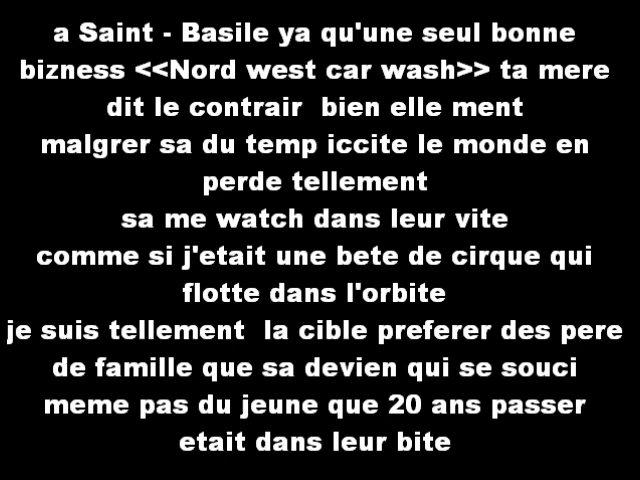 a Saint - Basile ya qu'une seul bonne
bizness <<Nord west car wash>> ta mere
dit le contrair  bien elle ment
malgrer sa du temp iccite le monde en
perde tellement
sa me watch dans leur vite
comme si j'etait une bete de cirque qui
flotte dans l'orbite
je suis tellement  la cible preferer des pere
de famille que sa devien qui se souci
meme pas du jeune que 20 ans passer
etait dans leur bite